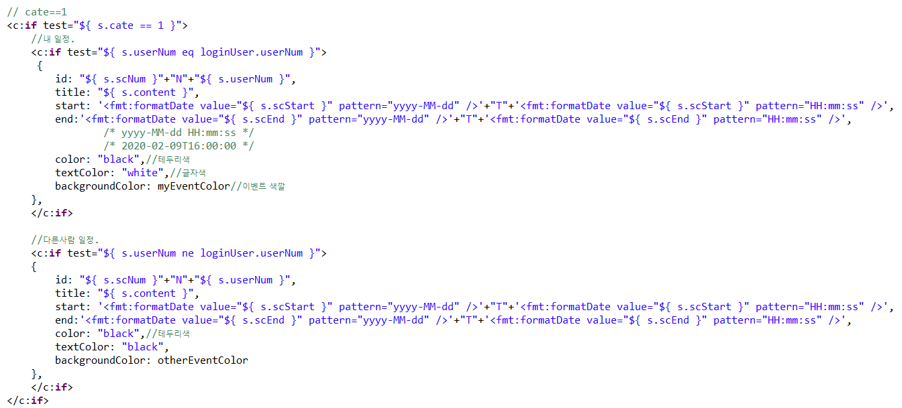 // cate==1
<c:if test="${ s.cate == 1 }">
//내 일정.
<c:if test="${ s.userNum eq loginUser.userNum }">
{
id: "${ s.scNum }"+"N"+"${ s.userNum }",
title: "${ s.content }",
start: '<fmt:formatDate value="${ s.scStart }" pattern="yyyy-MM-dd" />'+"T"+'<fmt:formatDate value="${ s.scStart }" pattern="HH:mm:ss" />',
end:'<fmt:formatDate value="${ s.scEnd }" pattern="yyyy-MM-dd" />'+"T"+'<fmt:formatDate value="${ s.scEnd }" pattern="HH:mm:ss" />',
/* yyyy-MM-dd HH:mm:ss */
/* 2020-02-09T16:00:00 */
color: "black",//테두리색
textColor: "white",//글자색
backgroundColor: myEventColor//이벤트 색깔
},
</c:if>
//다른사람 일정.
<c:if test="${ s.userNum ne loginUser.userNum }">
{
id: "${ s.scNum }"+"N"+"${ s.userNum }",
title: "${ s.content }",
start: '<fmt:formatDate value="${ s.scStart }" pattern="yyyy-MM-dd" />'+"T"+'<fmt:formatDate value="${ s.scStart }" pattern="HH:mm:ss" />',
end:'<fmt:formatDate value="${ s.scEnd }" pattern="yyyy-MM-dd" />'+"T"+'<fmt:formatDate value="${ s.scEnd }" pattern="HH:mm:ss" />',
color: "black",//테두리색
textColor: "black",
backgroundColor: otherEventColor
},
</c:if>
</c:if>